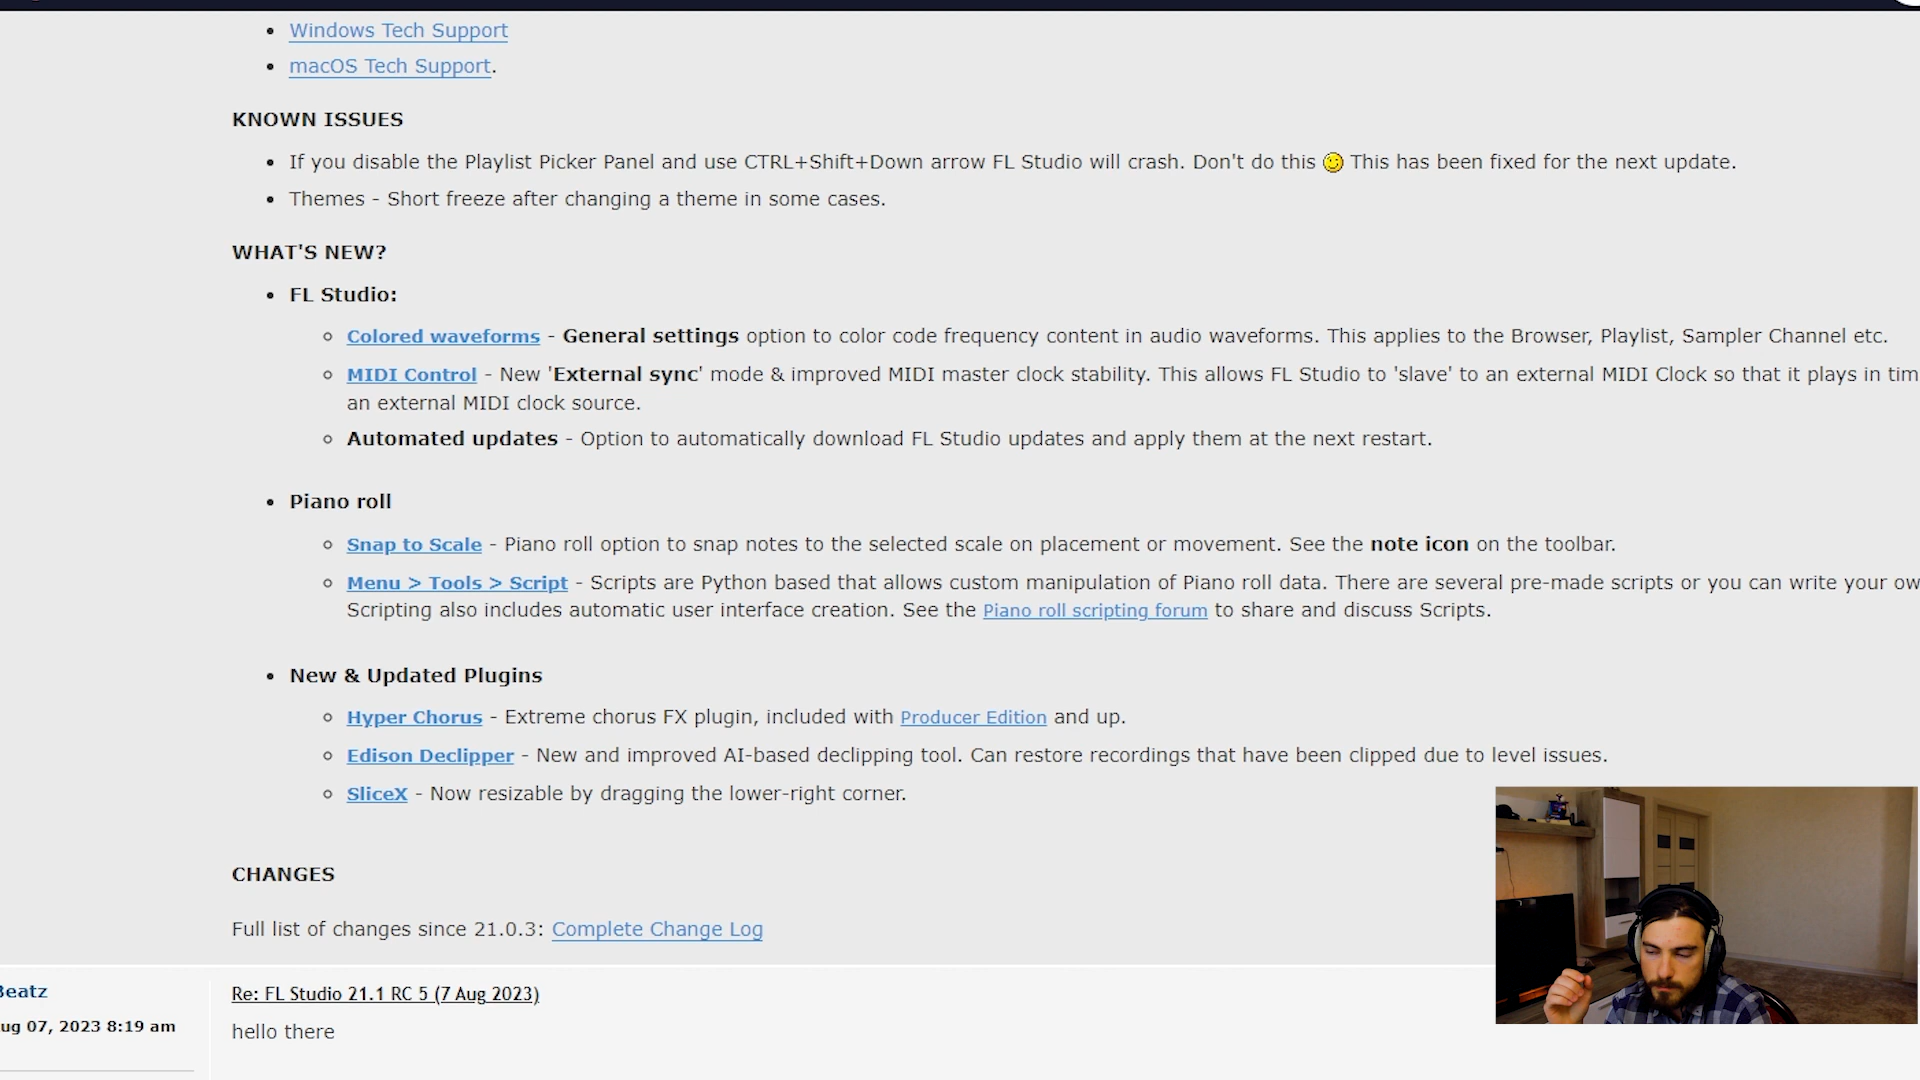 Windows Tech Support
macOS Tech Support.
KNOWN ISSUES
If you disable the Playlist Picker Panel and use CTRL+Shift+Down arrow FL Studio will crash. Don't do this This has been fixed for the next update.
Themes - Short freeze after changing a theme in some cases.
WHAT'S NEW?
FL Studio:
Colored waveforms - General settings option to color code frequency content in audio waveforms. This applies to the Browser, Playlist, Sampler Channel etc.
MIDI Control - New 'External sync' mode & improved MIDI master clock stability. This allows FL Studio to 'slave' to an external MIDI Clock so that it plays in tim
an external MIDI clock source.
Automated updates - Option to automatically download FL Studio updates and apply them at the next restart.
Piano roll
Snap to Scale - Piano roll option to snap notes to the selected scale on placement or movement. See the note icon on the toolbar.
Menu > Tools > Script - Scripts are Python based that allows custom manipulation of Piano roll data. There are several pre-made scripts or you can write your ow
Scripting also includes automatic user interface creation. See the Piano roll scripting forum to share and discuss Scripts.
New & Updated Plugins
Hyper Chorus - Extreme chorus FX plugin, included with Producer Edition and up.
Edison Declipper - New and improved AI-based declipping tool. Can restore recordings that have been clipped due to level issues.
SliceX - Now resizable by dragging the lower-right corner.
CHANGES
Full list of changes since 21.0.3: Complete Change Log
Beatz
ug 07, 2023 8:19 am
Re: FL Studio 21.1 RC 5 (7 Aug 2023)
hello there